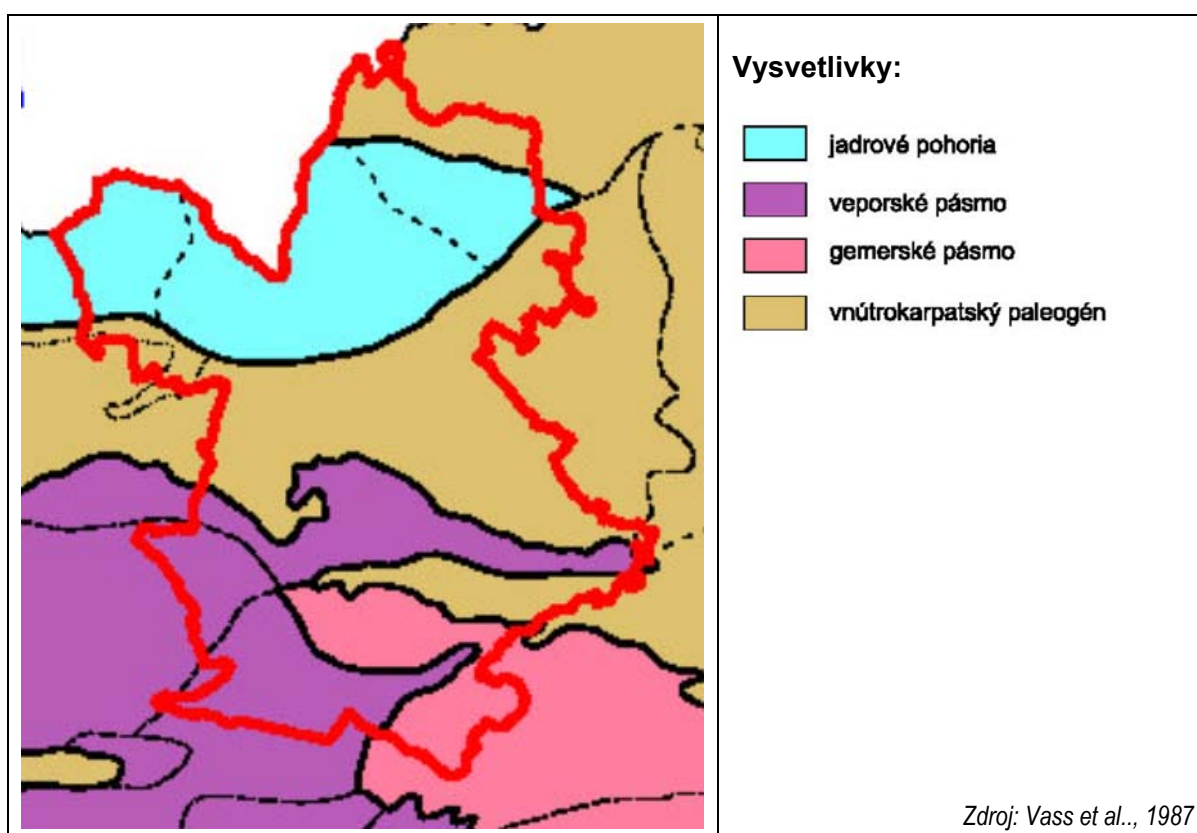 Vysvetlivky:
jadrové pohoria
veporské pásmo
gemerské pásmo
vnútrokarpatský paleogén
Zdroj: Vass et al.., 1987